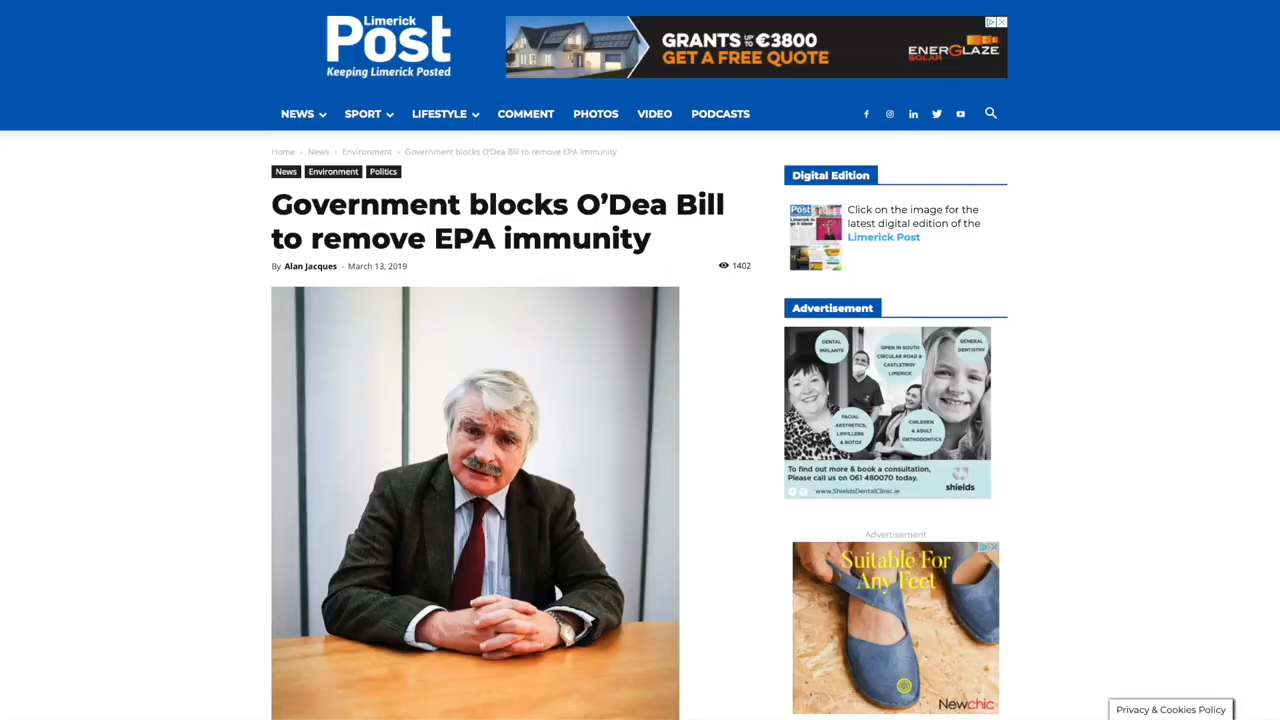 Limerick
Post
Keeping Limerick Posted
GRANTS UP TO €3800
GET A FREE QUOTE
ENERGLAZE
SOLAR
NEWS SPORT LIFESTYLE COMMENT PHOTOS VIDEO PODCASTS
Home › News › Environment › Government blocks O'Dea Bill to remove EPA Immunity
News Environment Politics
Government blocks O’Dea Bill
to remove EPA immunity
By Alan Jacques - March 13, 2019
1402
Digital Edition
Post
Click on the image for the
latest digital edition of the
Limerick Post
Advertisement
DENTAL
IMPLANTS
OPEN IN SOUTH
CIRCULAR ROAD &
CASTLETROY
LIMERICK
GENERAL
DENTISTRY
FACIAL
AESTHETICS,
LIPFILLERS
& BOTOX
CHILDREN
& ADULT
ORTHODONTICS
To find out more & book a consultation,
Please call us on 061 480070 today.
www.ShieldsDentalClinic.ie
shields
Advertisement
Suitable For
Any Feet
Newchic
Privacy & Cookies Policy